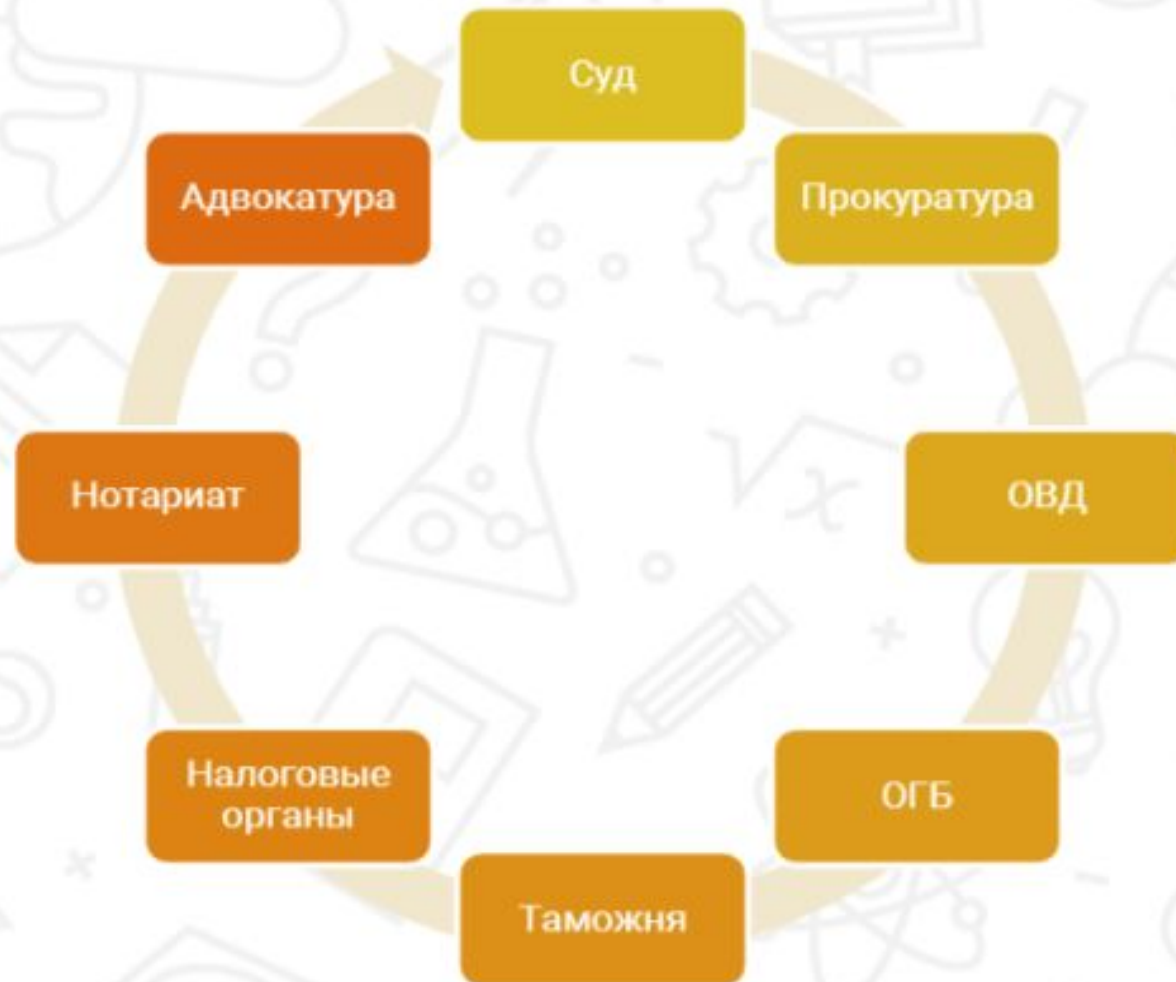 Суд
Прокуратура
ОВД
ОГБ
Таможня
Налоговые
органы
Нотариат
Адвокатура